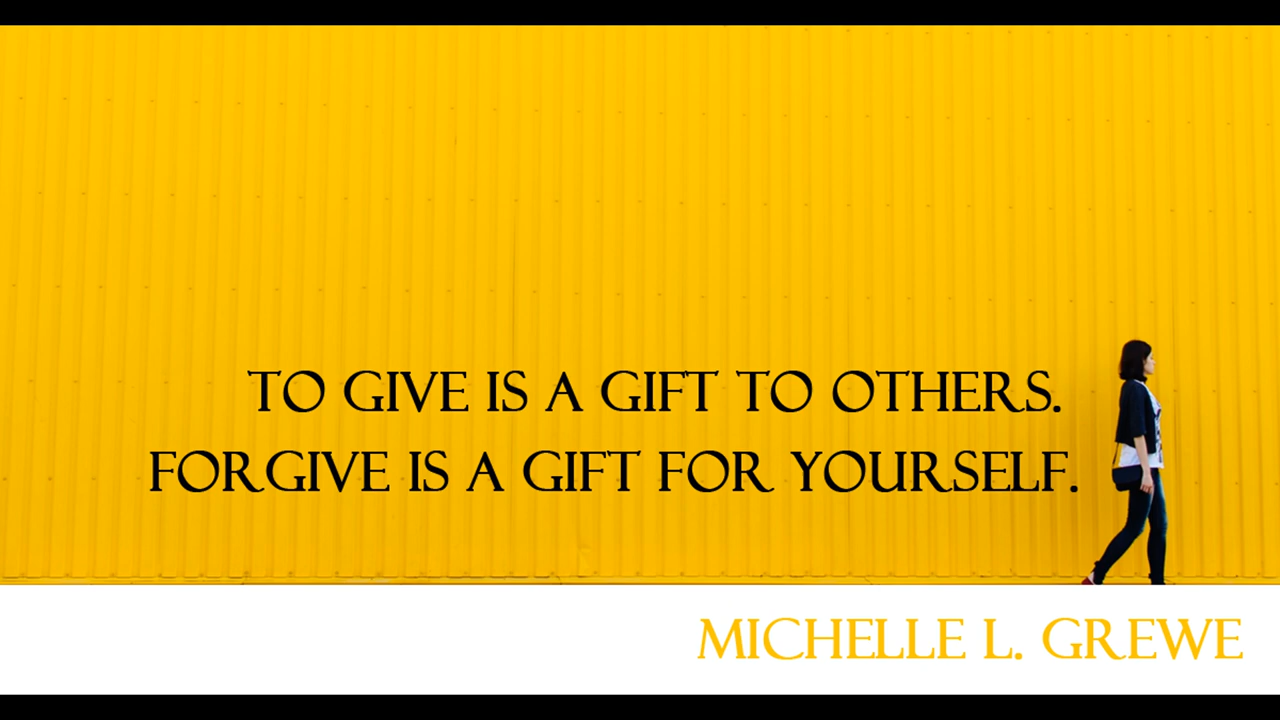 TO GIVE IS A GIFT TO OTHERS.
FORGIVE IS A GIFT FOR YOURSELF.
MICHELLE L. GREWE